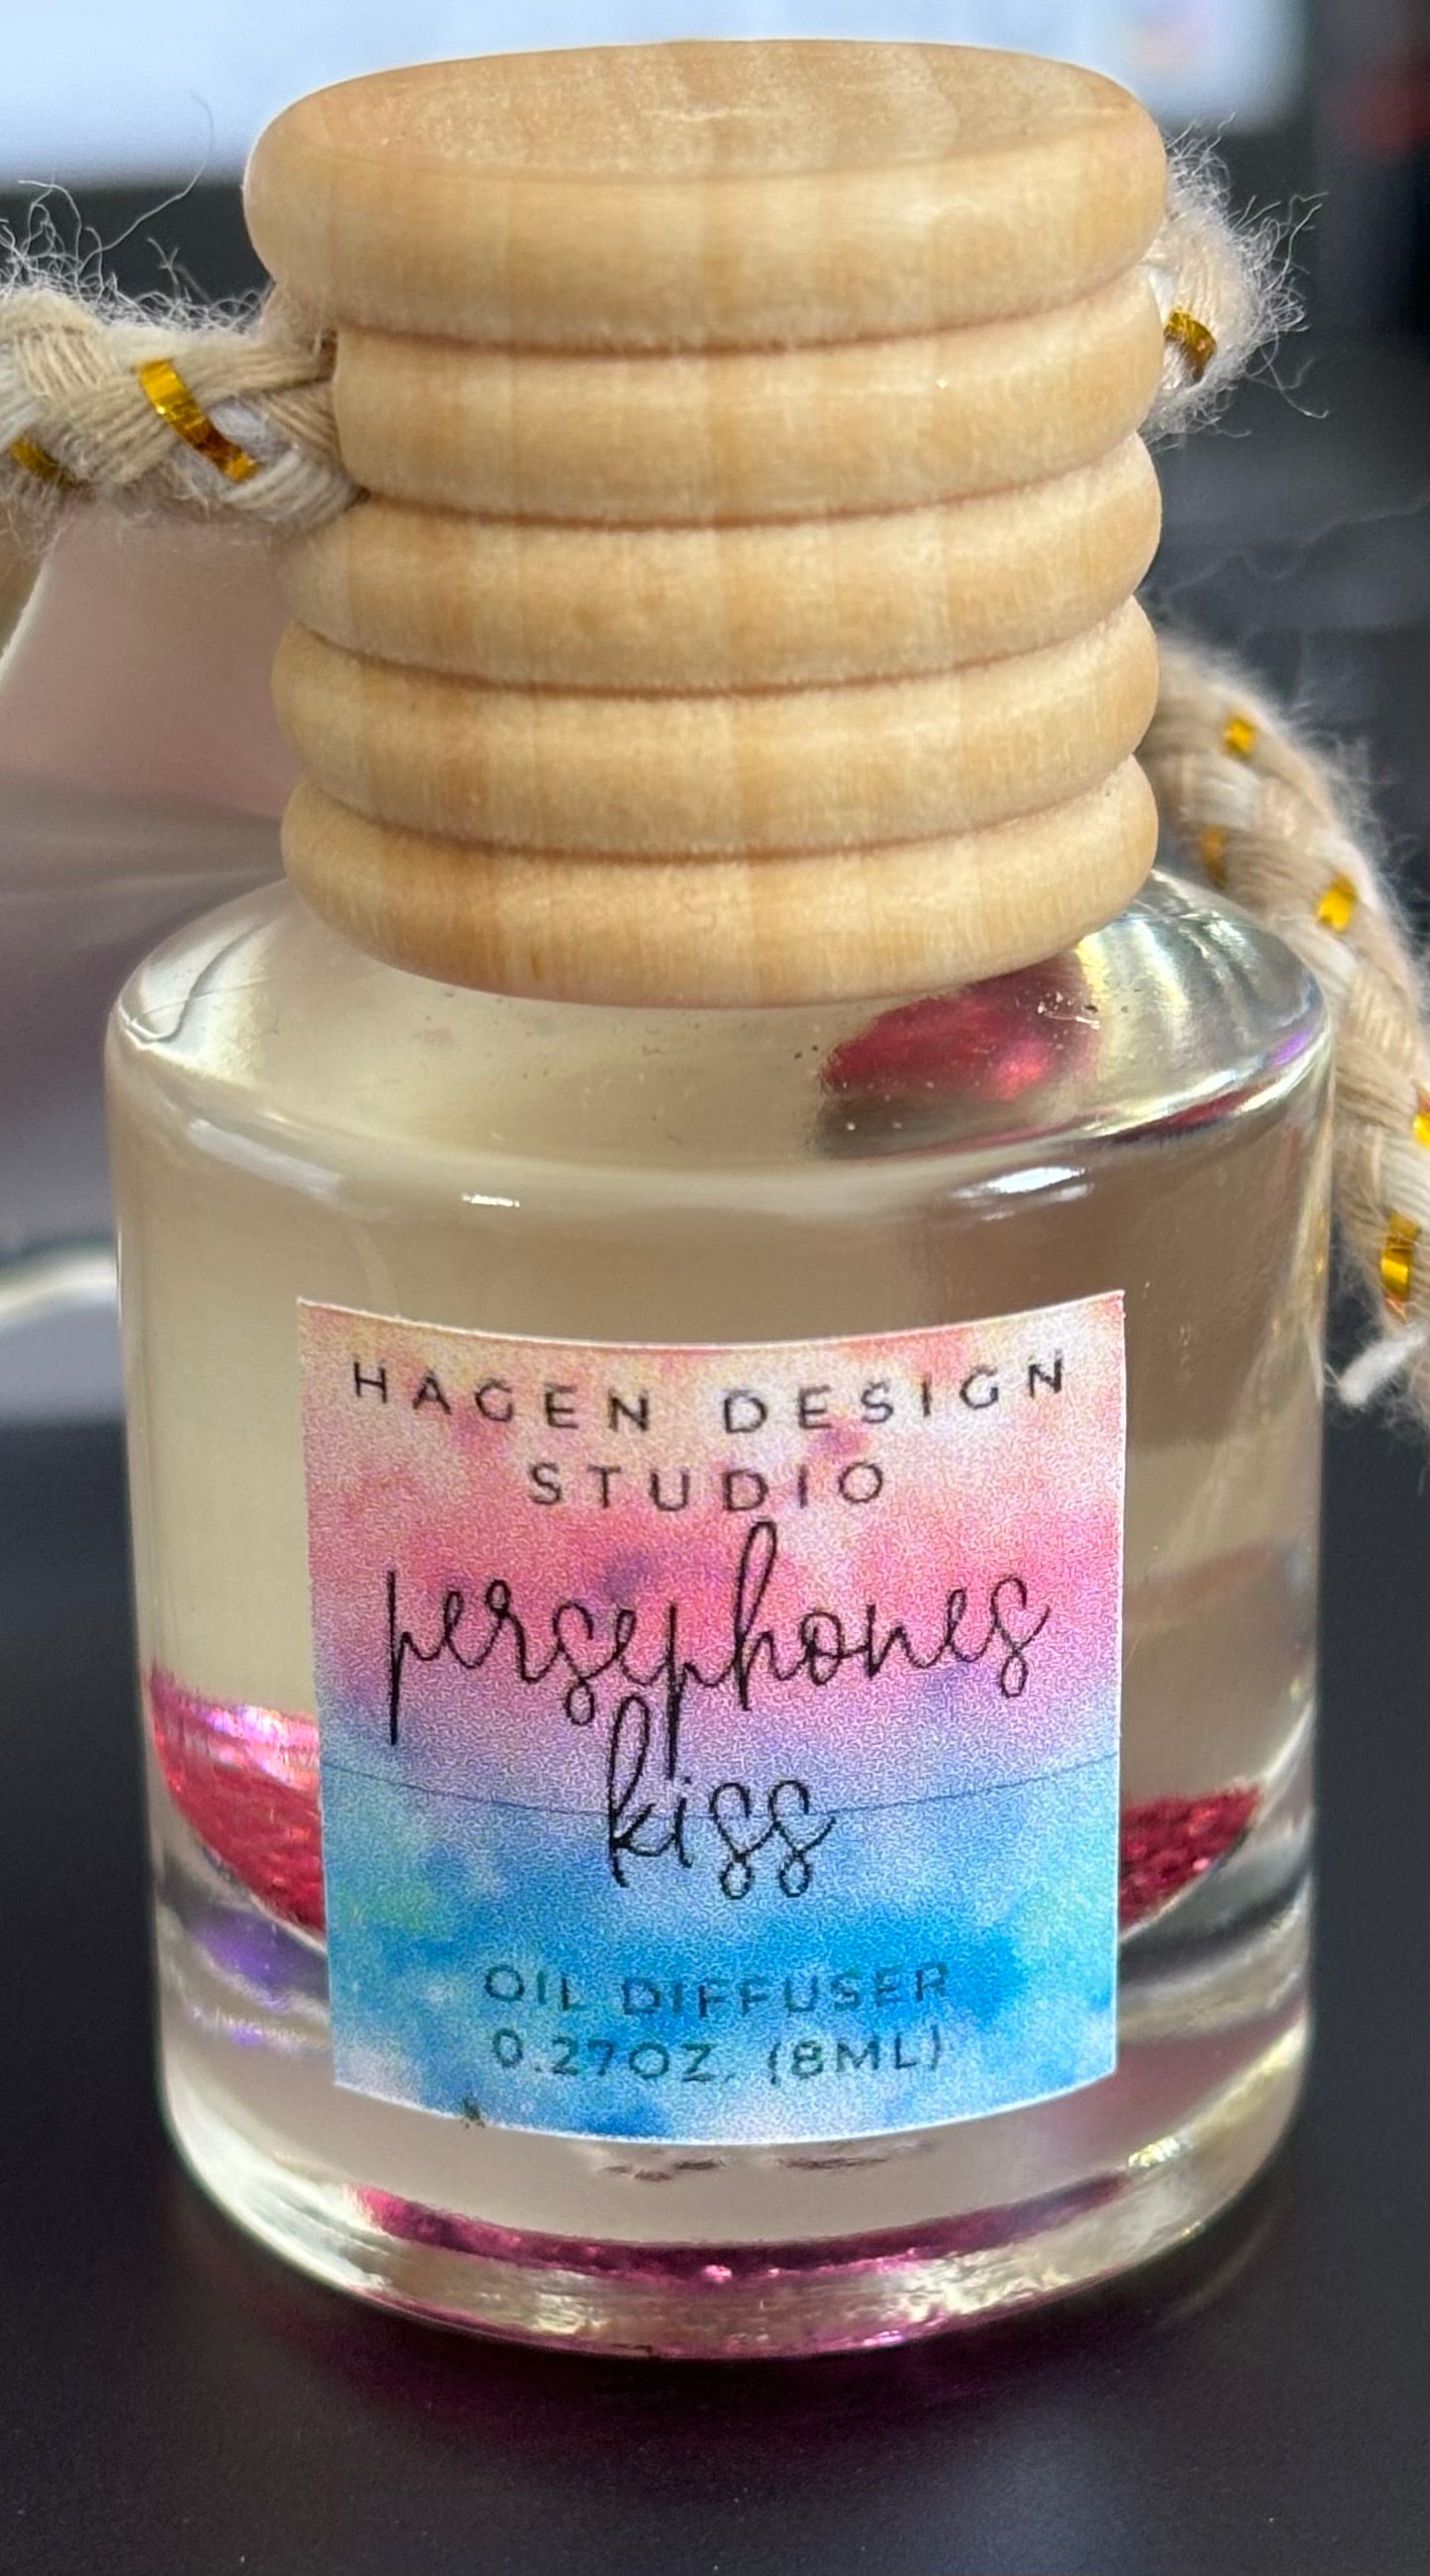 HAGEN DESIGN
STUDIO
persephones
kiss
OIL DIFFUSER
0.27OZ. (8ML)